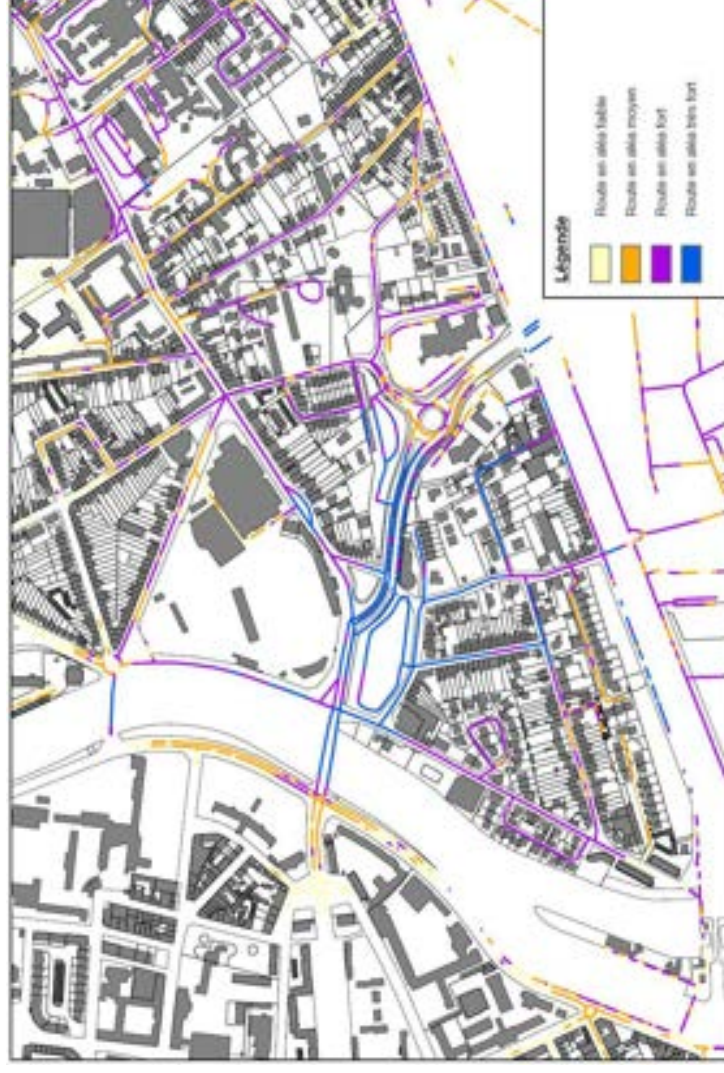 Légende
Route en aléa faible
Route en aléa moyen
Route en aléa fort
Route en aléa très fort